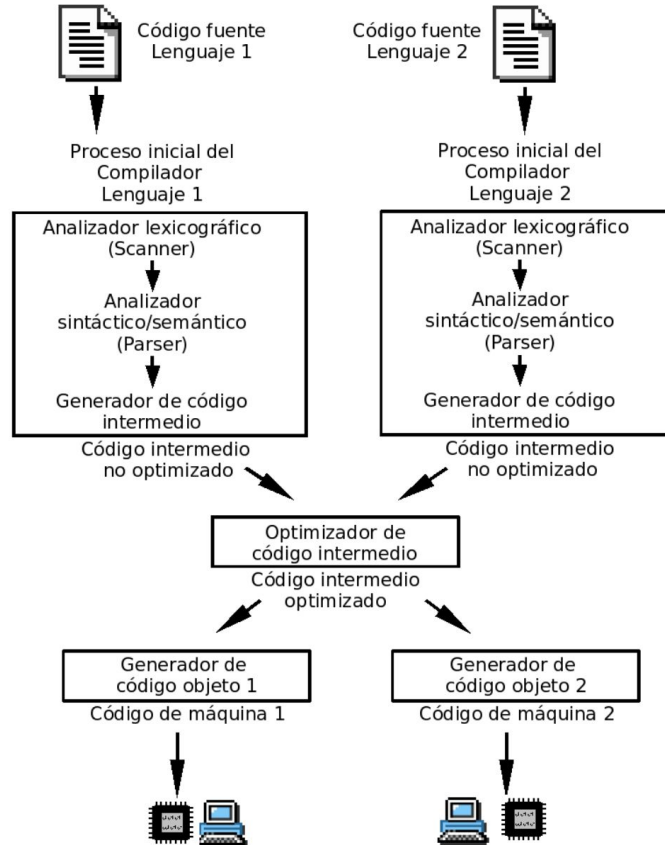 Código fuente
Lenguaje 1
Código fuente
Lenguaje 2
Proceso inicial del
Compilador
Lenguaje 1
Analizador lexicográfico
(Scanner)
Analizador
sintáctico/semántico
(Parser)
Generador de código
intermedio
Código intermedio
no optimizado
Proceso inicial del
Compilador
Lenguaje 2
Analizador lexicográfico
(Scanner)
Analizador
sintáctico/semántico
(Parser)
Generador de código
intermedio
Código intermedio
no optimizado
Optimizador de
código intermedio
Código intermedio
optimizado
Generador de
código objeto 1
Código de máquina 1
Generador de
código objeto 2
Código de máquina 2